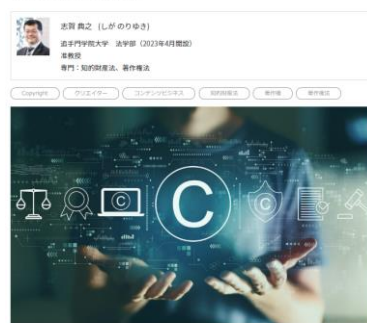 志賀 典之 (しが のりゆき)
追手門学院大学 法学部（2023年4月開設）
准教授
専門：知的財産法、著作権法
Copyright
クリエイター
コンテンツビジネス
知的財産法
著作権
著作権法
C
C
C